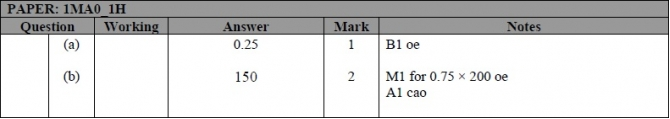 PAPER: 1MA0_1H
Question Working Answer Mark Notes
(a) 0.25 1 B1 oe
(b) 150 2 M1 for 0.75 × 200 oe
A1 cao